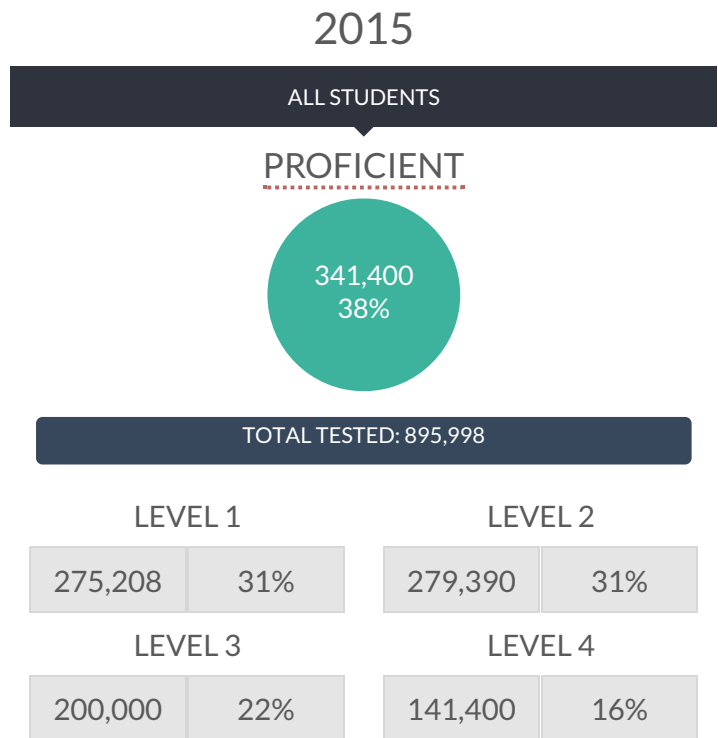 2015
ALL STUDENTS
PROFICIENT
341,400
38%
TOTAL TESTED: 895,998
LEVEL 1
275,208 31%
LEVEL 2
279,390 31%
LEVEL 3
200,000 22%
LEVEL 4
141,400 16%